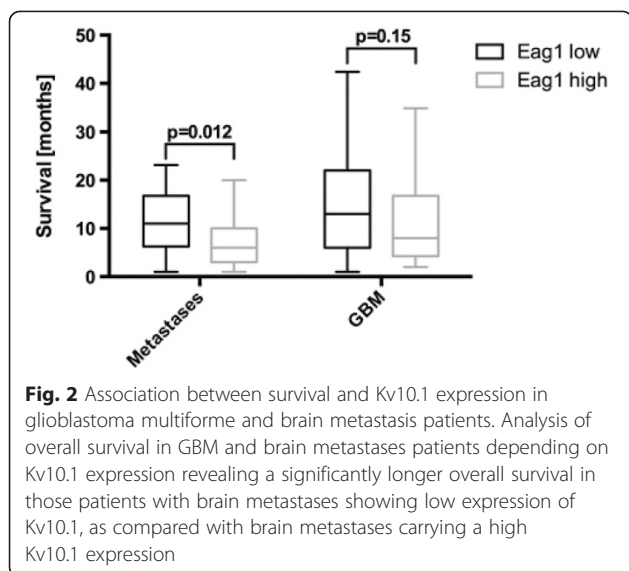 50
40
30
20
10
0
Survival [months]
p=0.012
p=0.15
Eag1 low
Eag1 high
Metastases
GBM
Fig. 2 Association between survival and Kv10.1 expression in
glioblastoma multiforme and brain metastasis patients. Analysis of
overall survival in GBM and brain metastases patients depending on
Kv10.1 expression revealing a significantly longer overall survival in
those patients with brain metastases showing low expression of
Kv10.1, as compared with brain metastases carrying a high
Kv10.1 expression